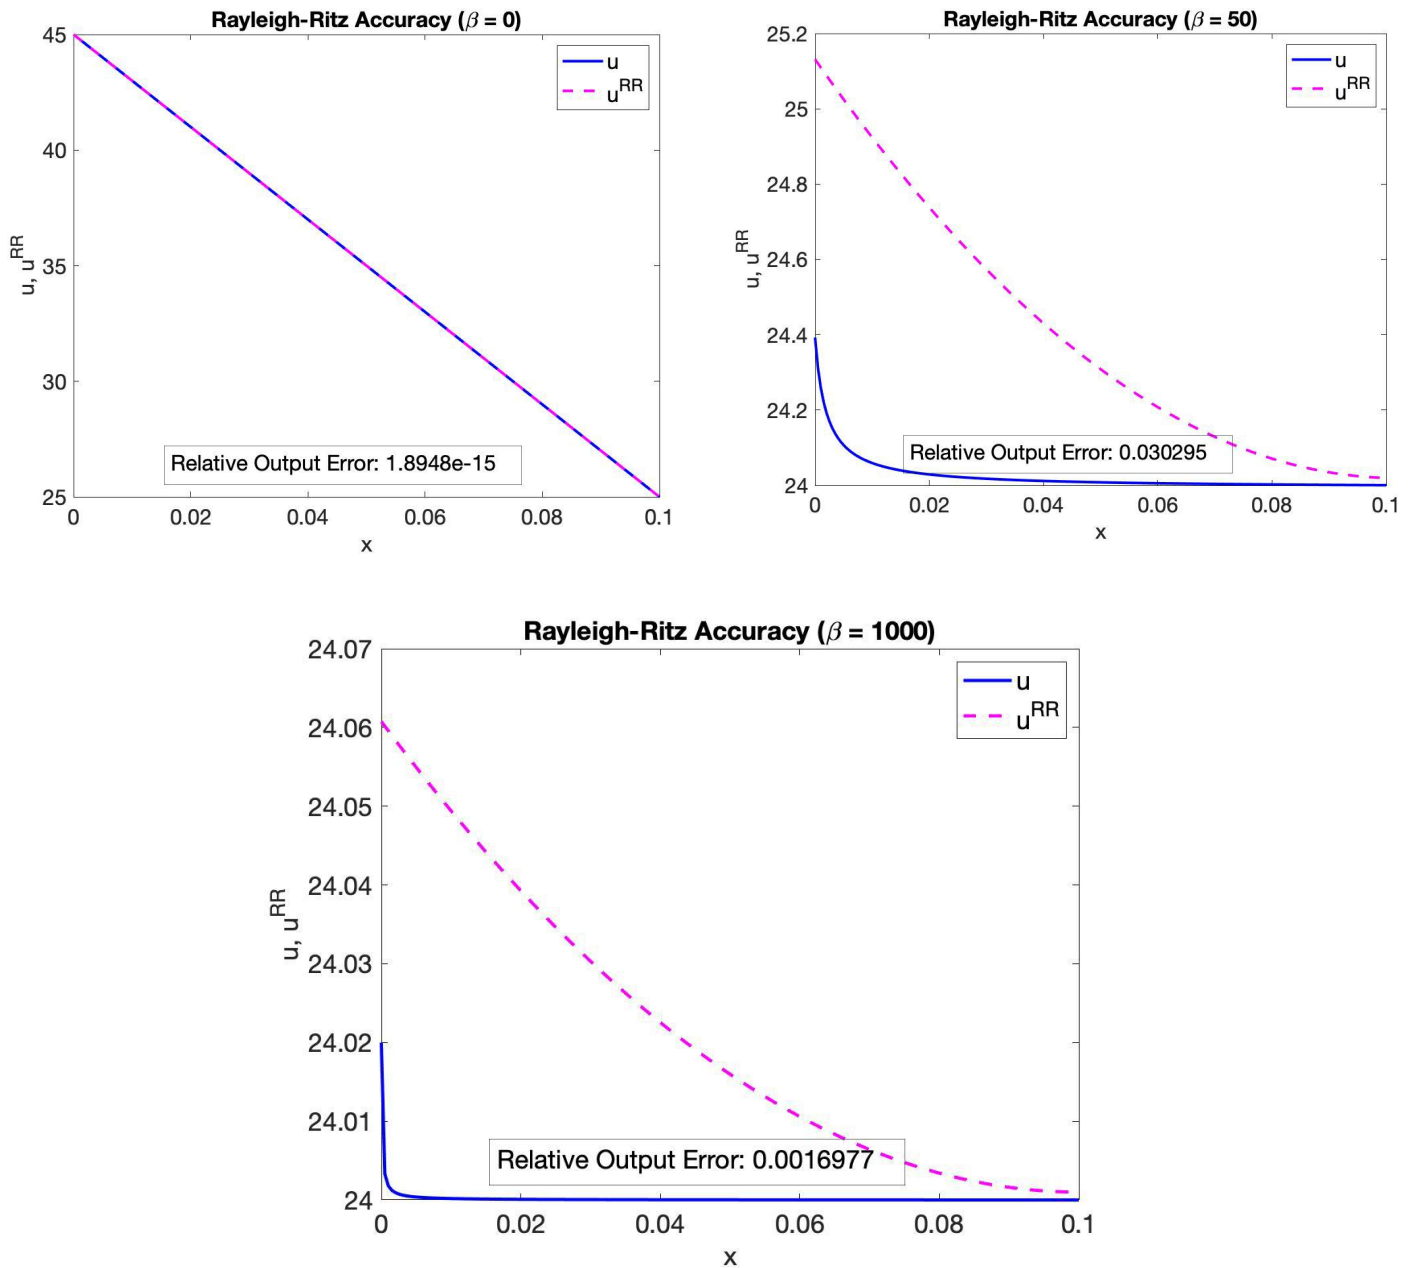 Rayleigh-Ritz Accuracy (β = 0)
45
40
35
30
25
0
0.02
0.04
0.06
0.08
0.1
x
u, u^RR
u
u^RR
Relative Output Error: 1.8948e-15
Rayleigh-Ritz Accuracy (β = 50)
25.2
25
24.8
24.6
24.4
24.2
24
0
0.02
0.04
0.06
0.08
0.1
x
u, u^RR
u
u^RR
Relative Output Error: 0.030295
Rayleigh-Ritz Accuracy (β = 1000)
24.07
24.06
24.05
24.04
24.03
24.02
24.01
24
0
0.02
0.04
0.06
0.08
0.1
x
u, u^RR
u
u^RR
Relative Output Error: 0.0016977